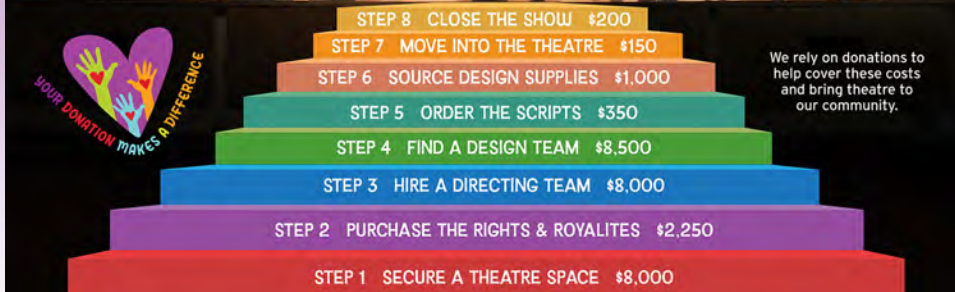 STEP 8 CLOSE THE SHOW $200
STEP 7 MOVE INTO THE THEATRE $150
STEP 6 SOURCE DESIGN SUPPLIES $1,000
STEP 5 ORDER THE SCRIPTS $350
STEP 4 FIND A DESIGN TEAM $8,500
STEP 3 HIRE A DIRECTING TEAM $8,000
STEP 2 PURCHASE THE RIGHTS & ROYALITES $2,250
STEP 1 SECURE A THEATRE SPACE $8,000
YOUR DONATION MAKES A DIFFERENCE
We rely on donations to
help cover these costs
and bring theatre to
our community.